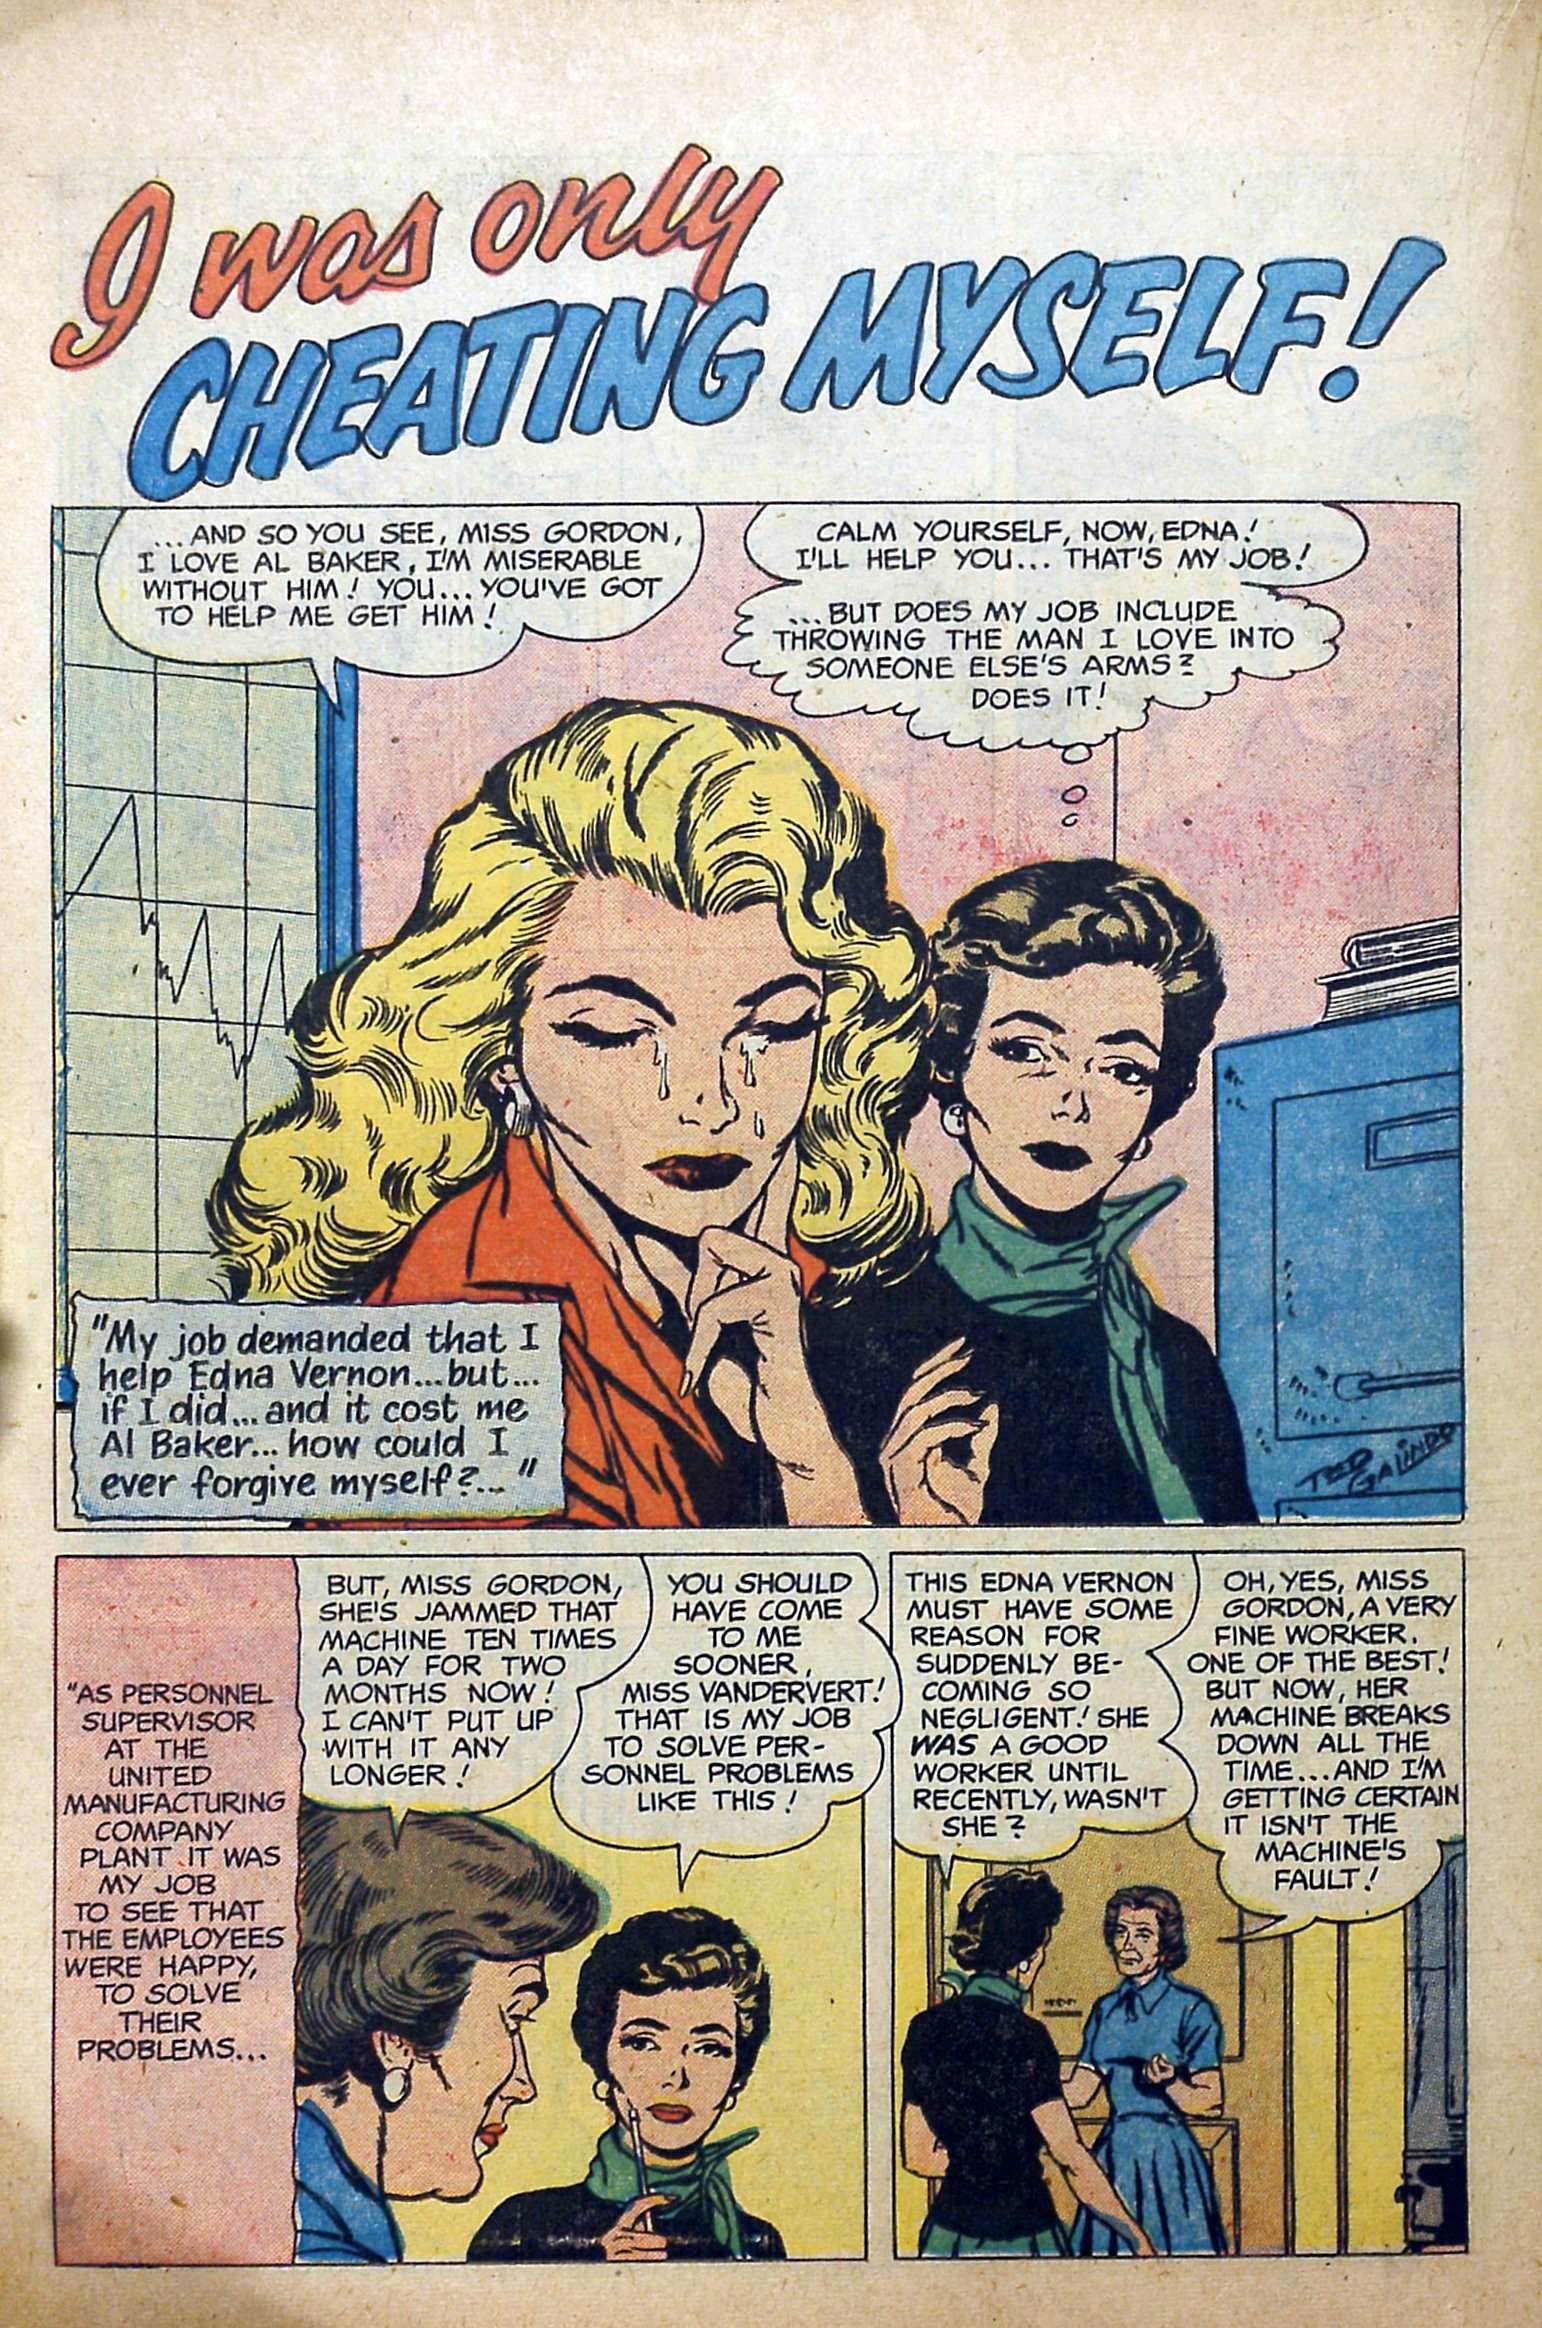 I was only
CHEATING MYSELF!
...AND SO YOU SEE, MISS GORDON,
I LOVE AL BAKER, I'M MISERABLE
WITHOUT HIM! YOU... YOU'VE GOT
TO HELP ME GET HIM!
CALM YOURSELF, NOW, EDNA!
I'LL HELP YOU... THAT'S MY JOB!
...BUT DOES MY JOB INCLUDE
THROWING THE MAN I LOVE INTO
SOMEONE ELSE'S ARMS?
DOES IT!
"My job demanded that I
help Edna Vernon...but...
if I did...and it cost me
Al Baker... how could I
ever forgive myself?..."
TED
GALINDO
"AS PERSONNEL
SUPERVISOR
AT THE
UNITED
MANUFACTURING
COMPANY
PLANT IT WAS
MY JOB
TO SEE THAT
THE EMPLOYEES
WERE HAPPY,
TO SOLVE
THEIR
PROBLEMS...
BUT, MISS GORDON,
SHE'S JAMMED THAT
MACHINE TEN TIMES
A DAY FOR TWO
MONTHS NOW!
I CAN'T PUT UP
WITH IT ANY
LONGER!
YOU SHOULD
HAVE COME
TO ME
SOONER,
MISS VANDERVERT!
THAT IS MY JOB
TO SOLVE PER-
SONNEL PROBLEMS
LIKE THIS!
THIS EDNA VERNON
MUST HAVE SOME
REASON FOR
SUDDENLY BE-
COMING SO
NEGLIGENT! SHE
WAS A GOOD
WORKER UNTIL
RECENTLY, WASN'T
SHE?
OH, YES, MISS
GORDON, A VERY
FINE WORKER.
ONE OF THE BEST!
BUT NOW, HER
MACHINE BREAKS
DOWN ALL THE
TIME...AND I'M
GETTING CERTAIN
IT ISN'T THE
MACHINE'S
FAULT!